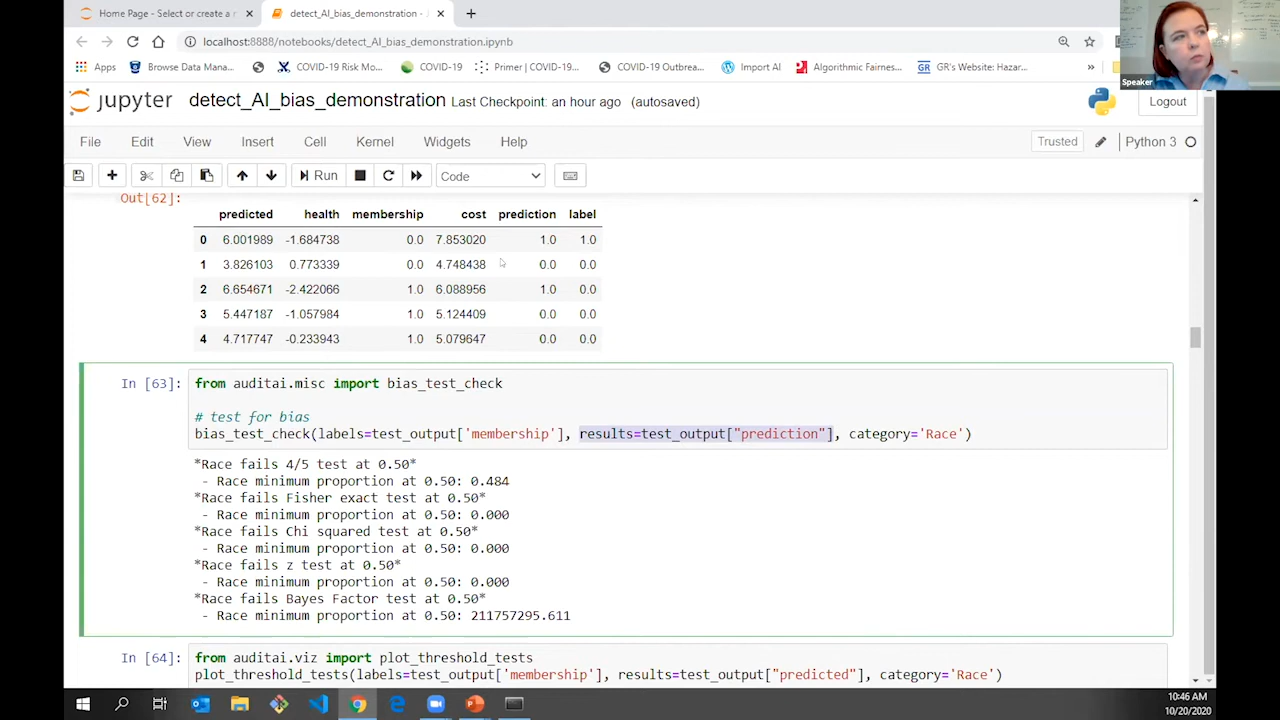 Home Page - Select or create a r
detect_AI_bias_demonstration -
localhost:8888/notebooks/detect_AI_bias_demonstration.ipynb
Apps
Browse Data Mana...
COVID-19 Risk Mo...
COVID-19
ner | COVID-19...
COVID-19 Outbrea...
Import AI
Algorithmic Fairnes...
GR
GR's Website: Hazar...
»
Speaker
jupyter
detect_AI_bias_demonstration Last Checkpoint: an hour ago (autosaved)
Logout
File Edit View Insert Cell Kernel Widgets Help
Trusted
Python 3
Run
Code
Out[62]:
predicted health membership cost prediction label
0 6.001989 -1.684738 0.0 7.853020 1.0 1.0
1 3.826103 0.773339 0.0 4.748438 0.0 0.0
2 6.654671 -2.422066 1.0 6.088956 1.0 0.0
3 5.447187 -1.057984 1.0 5.124409 0.0 0.0
4 4.717747 -0.233943 1.0 5.079647 0.0 0.0
In [63]: from auditai.misc import bias_test_check
# test for bias
bias_test_check(labels=test_output['membership'], results=test_output["prediction"], category='Race')
*Race fails 4/5 test at 0.50*
- Race minimum proportion at 0.50: 0.484
*Race fails Fisher exact test at 0.50*
- Race minimum proportion at 0.50: 0.000
*Race fails Chi squared test at 0.50*
- Race minimum proportion at 0.50: 0.000
*Race fails z test at 0.50*
- Race minimum proportion at 0.50: 0.000
*Race fails Bayes Factor test at 0.50*
- Race minimum proportion at 0.50: 211757295.611
In [64]: from auditai.viz import plot_threshold_tests
plot_threshold_tests(labels=test_output['membership'], results=test_output["predicted"], category='Race')
10:46 AM
10/20/2020